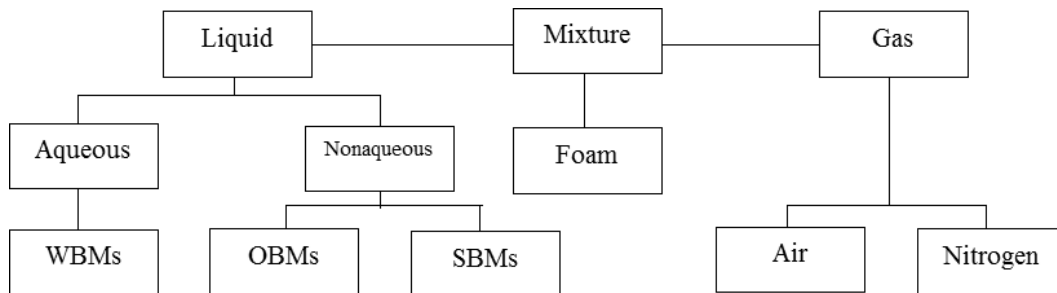 Liquid
Mixture
Gas
Aqueous
Nonaqueous
Foam
WBMs
OBMs
SBMs
Air
Nitrogen